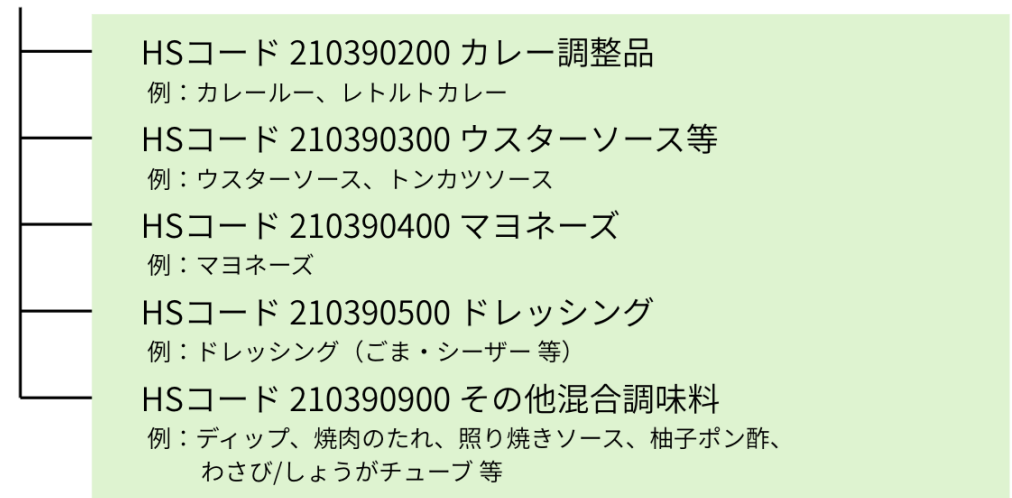 HSコード 210390200 カレー調整品
例：カレールー、レトルトカレー
HSコード 210390300 ウスターソース等
例：ウスターソース、トンカツソース
HSコード 210390400 マヨネーズ
例：マヨネーズ
HSコード 210390500 ドレッシング
例：ドレッシング（ごま・シーザー 等）
HSコード 210390900 その他混合調味料
例：ディップ、焼肉のたれ、照り焼きソース、柚子ポン酢、
わさび/しょうがチューブ 等